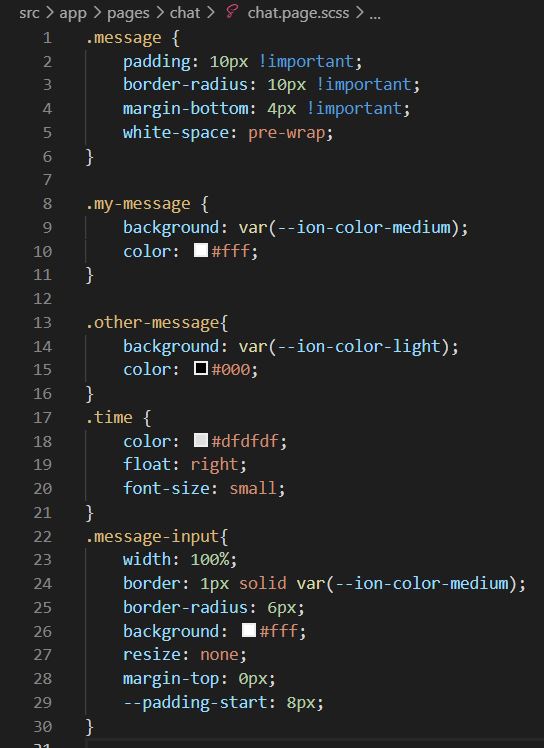 src > app > pages > chat > chat.page.scss > ...
1 .message {
2     padding: 10px !important;
3     border-radius: 10px !important;
4     margin-bottom: 4px !important;
5     white-space: pre-wrap;
6 }
7
8 .my-message {
9     background: var(--ion-color-medium);
10     color: #fff;
11 }
12
13 .other-message{
14     background: var(--ion-color-light);
15     color: #000;
16 }
17 .time {
18     color: #dfdfdf;
19     float: right;
20     font-size: small;
21 }
22 .message-input{
23     width: 100%;
24     border: 1px solid var(--ion-color-medium);
25     border-radius: 6px;
26     background: #fff;
27     resize: none;
28     margin-top: 0px;
29     --padding-start: 8px;
30 }
31